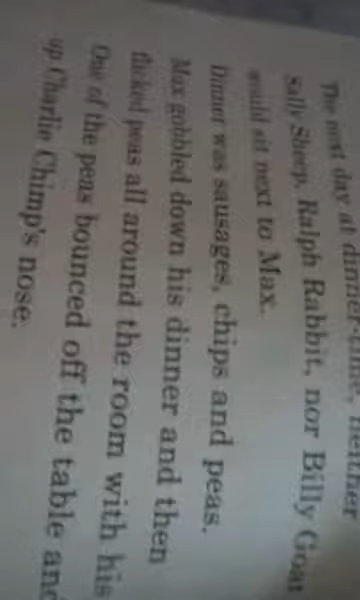 The next day at dinner-time, neither
Sally Sheep, Ralph Rabbit, nor Billy Goat
would sit next to Max.
Dinner was sausages, chips and peas.
Max gobbled down his dinner and then
flicked peas all around the room with his
One of the peas bounced off the table and
up Charlie Chimp's nose.